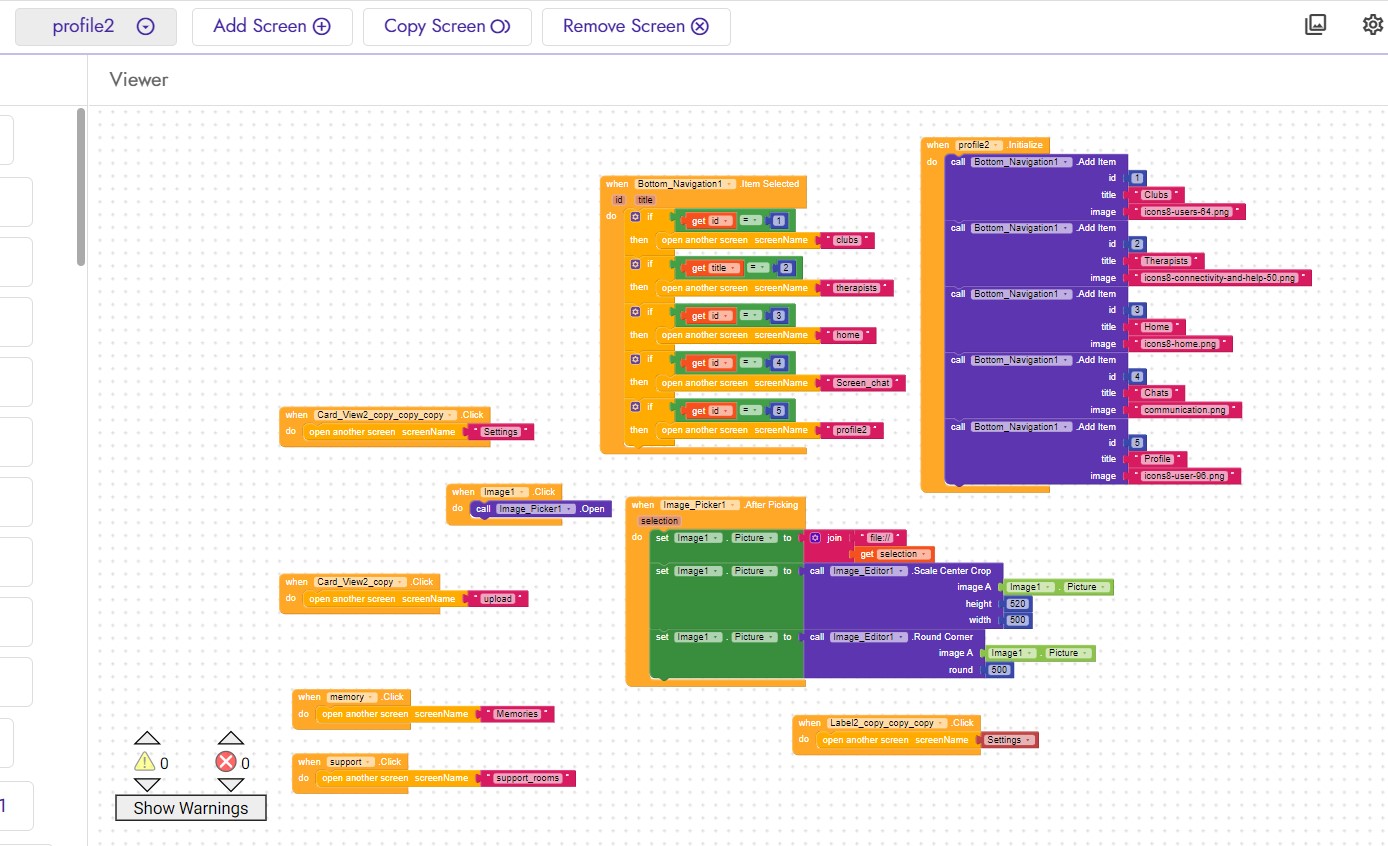 profile2 Add Screen Copy Screen Remove Screen
Viewer
when profile2 .Initialize
do call Bottom_Navigation1 .Add Item
id 1
title " Clubs "
image " icons8-users-64.png "
call Bottom_Navigation1 .Add Item
id 2
title " Therapists "
image " icons8-connectivity-and-help-50.png "
call Bottom_Navigation1 .Add Item
id 3
title " Home "
image " icons8-home.png "
call Bottom_Navigation1 .Add Item
id 4
title " Chats "
image " communication.png "
call Bottom_Navigation1 .Add Item
id 5
title " Profile "
image " icons8-user-96.png "
when Bottom_Navigation1 .Item Selected
id title
do if get id = 1
then open another screen screenName " clubs "
if get title = 2
then open another screen screenName " therapists "
if get id = 3
then open another screen screenName " home "
if get id = 4
then open another screen screenName " Screen_chat "
if get id = 5
then open another screen screenName " profile2 "
when Card_View2_copy_copy_copy .Click
do open another screen screenName " Settings "
when Image1 .Click
do call Image_Picker1 .Open
when Image_Picker1 .After Picking
selection
do set Image1 . Picture to join " file:// "
get selection
set Image1 . Picture to call Image_Editor1 .Scale Center Crop
image A Image1 . Picture
height 520
width 500
set Image1 . Picture to call Image_Editor1 .Round Corner
image A Image1 . Picture
round 500
when Card_View2_copy .Click
do open another screen screenName " upload "
when memory .Click
do open another screen screenName " Memories "
when Label2_copy_copy_copy .Click
do open another screen screenName Settings
when support .Click
do open another screen screenName " support_rooms "
0 0
Show Warnings
1